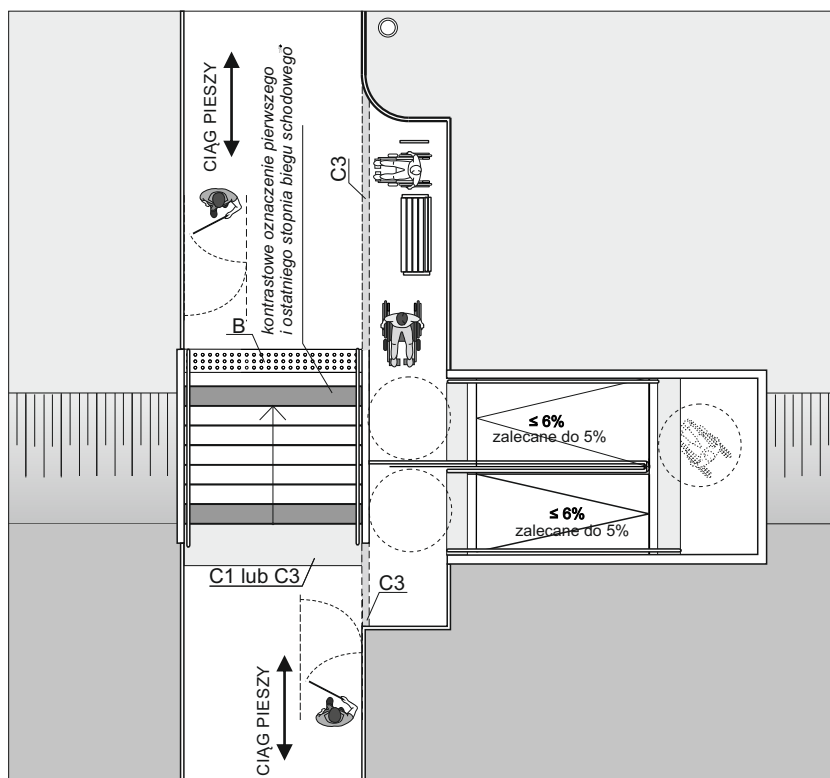 CIĄG PIESZY
kontrastowe oznaczenie pierwszego
i ostatniego stopnia biegu schodowego*
C3
B
≤ 6%
zalecane do 5%
≤ 6%
zalecane do 5%
C1 lub C3
C3
CIĄG PIESZY